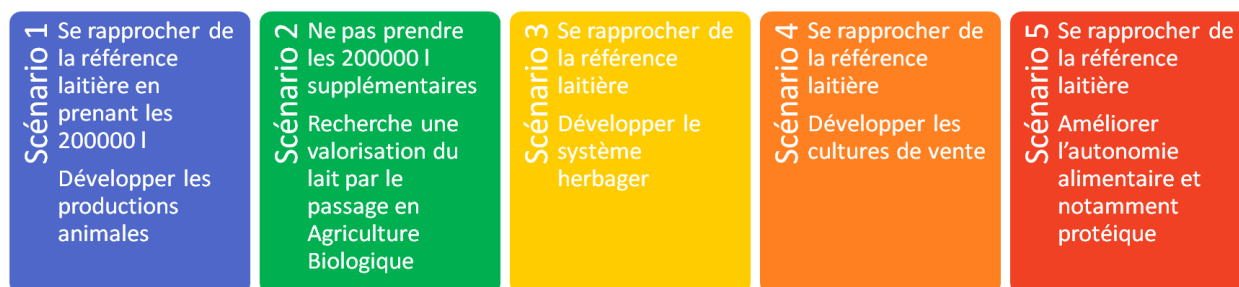 Scénario 1
Se rapprocher de
la référence
laitière en
prenant les
200000 l
Développer les
productions
animales
Scénario 2
Ne pas prendre
les 200000 l
supplémentaires
Recherche une
valorisation du
lait par le
passage en
Agriculture
Biologique
Scénario 3
Se rapprocher de
la référence
laitière
Développer le
système
herbager
Scénario 4
Se rapprocher de
la référence
laitière
Développer les
cultures de vente
Scénario 5
Se rapprocher de
la référence
laitière
Améliorer
l’autonomie
alimentaire et
notamment
protéique